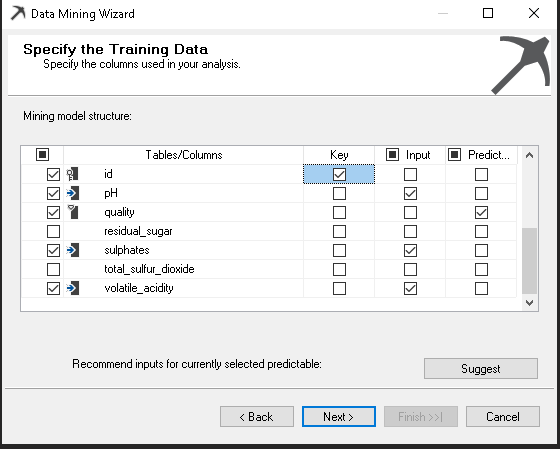 Data Mining Wizard
Specify the Training Data
Specify the columns used in your analysis.
Mining model structure:
Tables/Columns Key Input Predict...
id
pH
quality
residual_sugar
sulphates
total_sulfur_dioxide
volatile_acidity
Recommend inputs for currently selected predictable: Suggest
< Back Next > Finish >>| Cancel